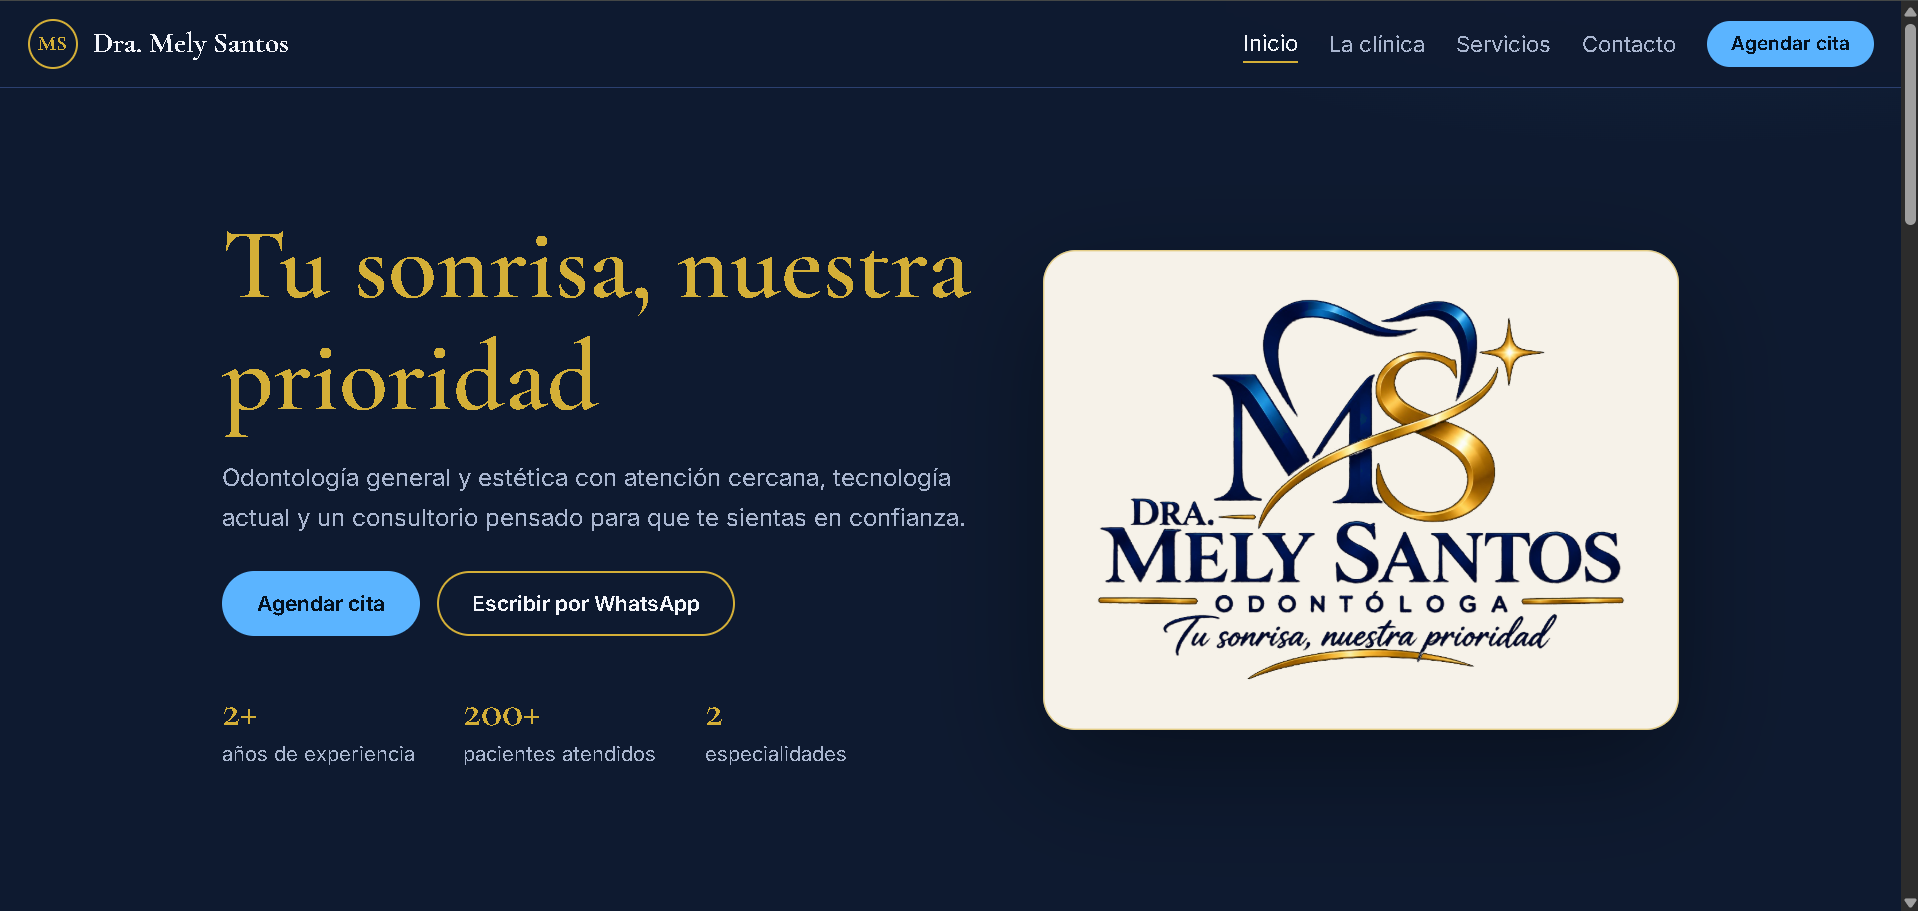 MS Dra. Mely Santos
Inicio La clínica Servicios Contacto Agendar cita
Tu sonrisa, nuestra
prioridad
Odontología general y estética con atención cercana, tecnología
actual y un consultorio pensado para que te sientas en confianza.
Agendar cita Escribir por WhatsApp
2+ 200+ 2
años de experiencia pacientes atendidos especialidades
MS
DRA.
MELY SANTOS
ODONTÓLOGA
Tu sonrisa, nuestra prioridad